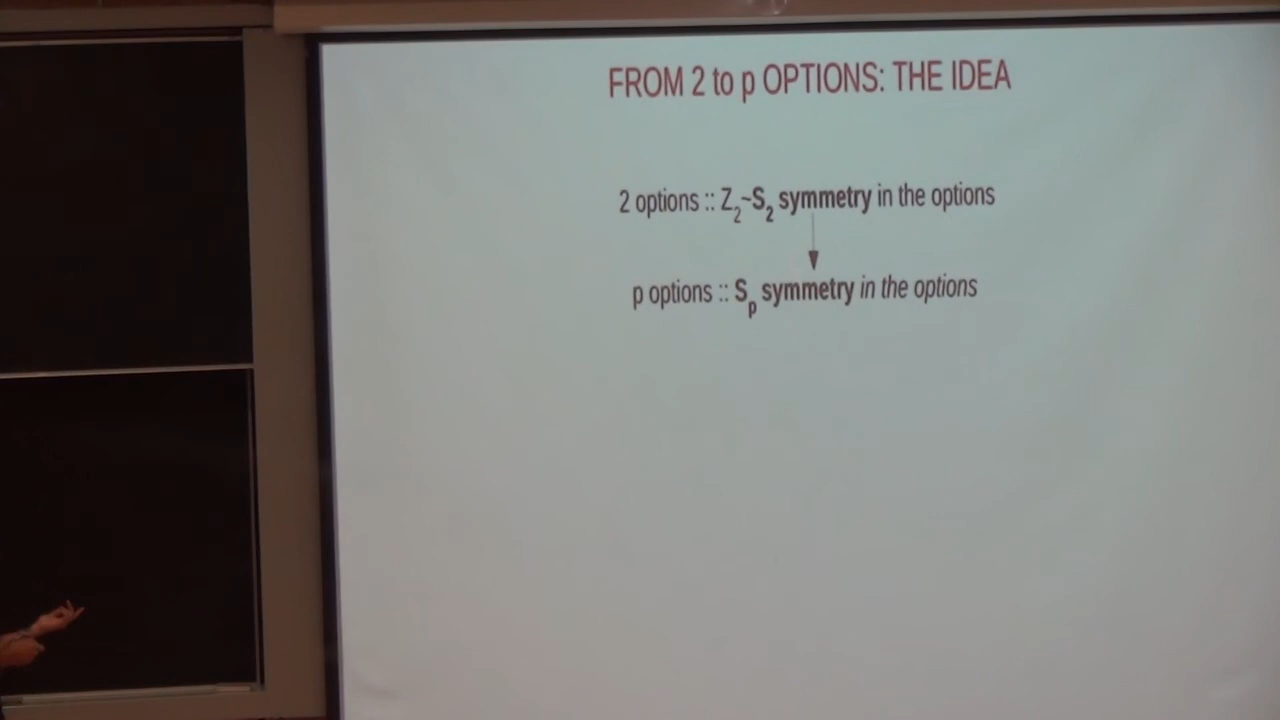 FROM 2 to p OPTIONS: THE IDEA
2 options :: Z₂~S₂ symmetry in the options
p options :: Sₚ symmetry in the options